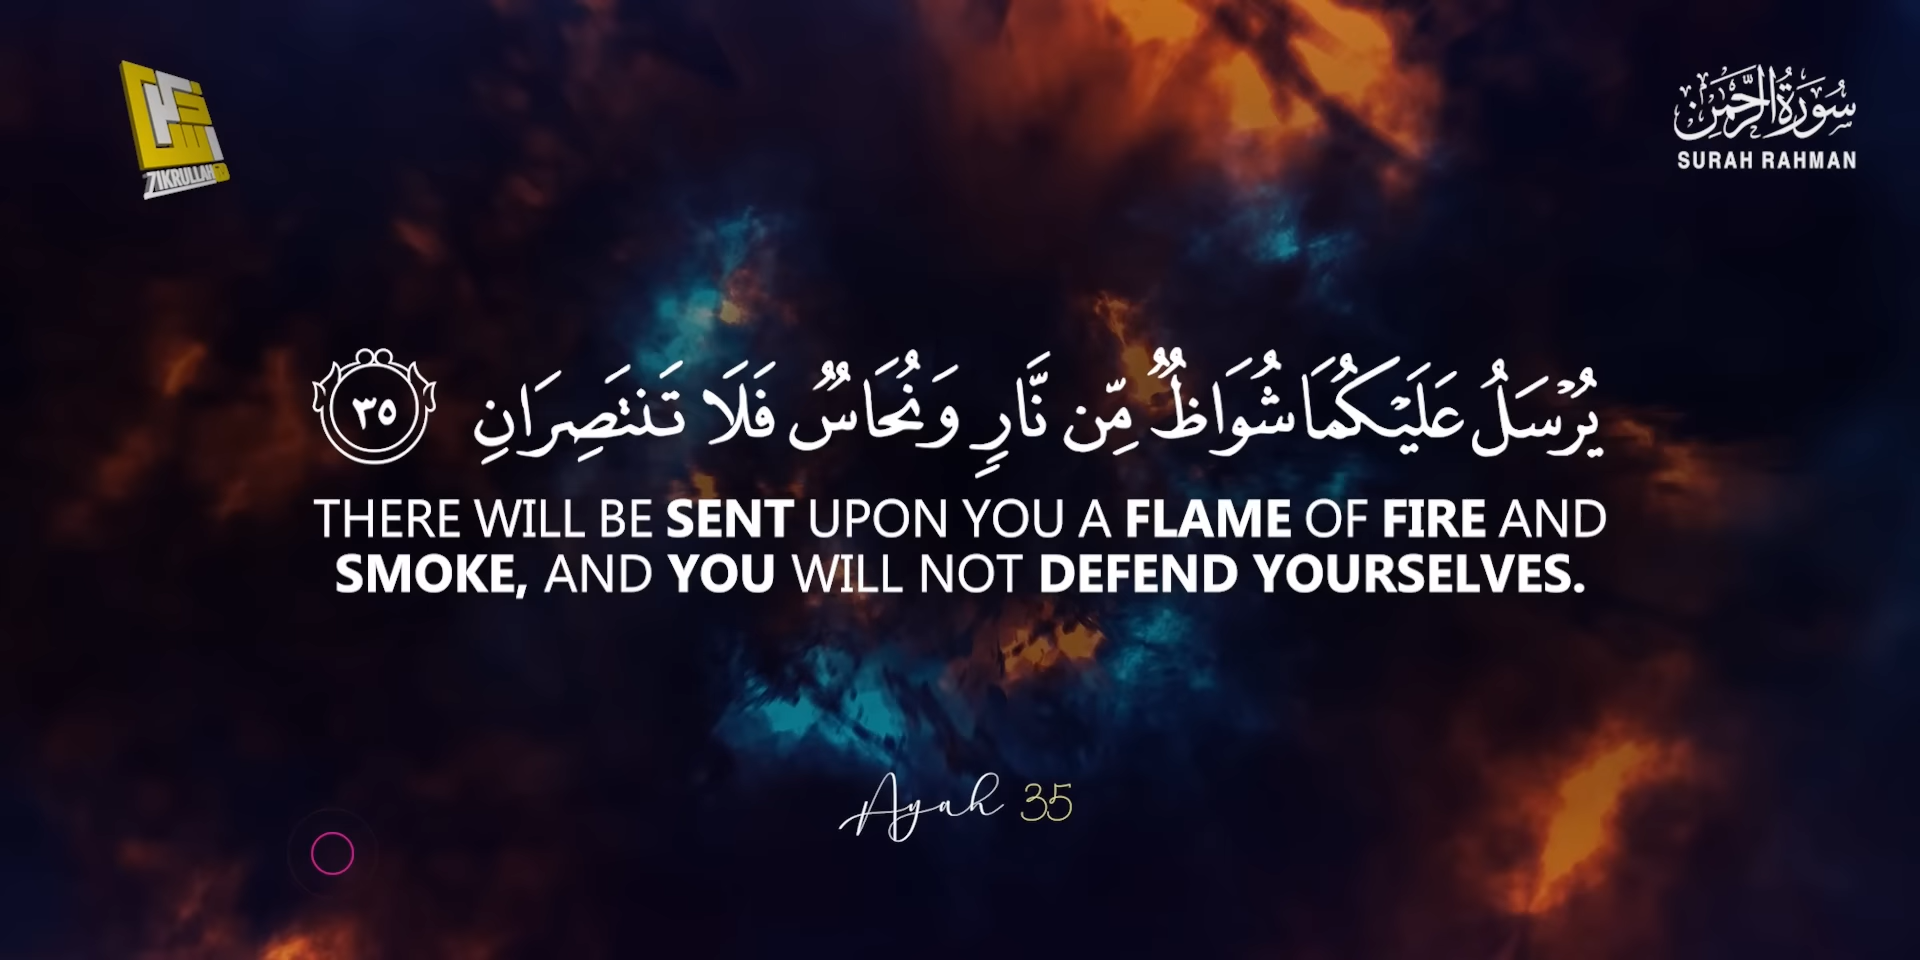 ZIKRULLAH
سُورَةُ الرَّحْمٰن
SURAH RAHMAN
يُرْسَلُ عَلَيْكُمَا شُوَاظٌ مِّن نَّارٍ وَنُحَاسٌ فَلَا تَنتَصِرَانِ ٣٥
THERE WILL BE SENT UPON YOU A FLAME OF FIRE AND
SMOKE, AND YOU WILL NOT DEFEND YOURSELVES.
Ayah 35